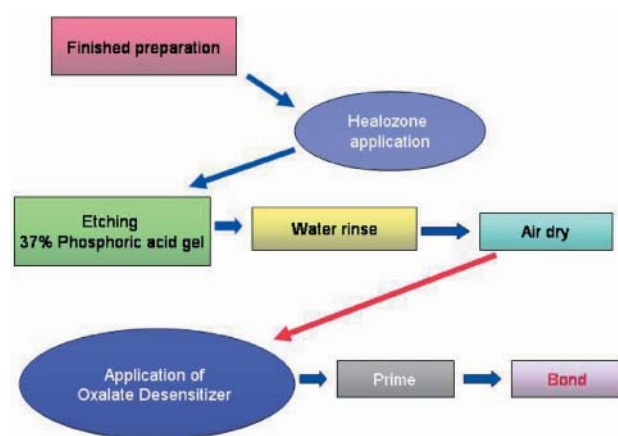 Finished preparation
Healozone
application
Etching
37% Phosphoric acid gel
Water rinse
Air dry
Application of
Oxalate Desensitizer
Prime
Bond